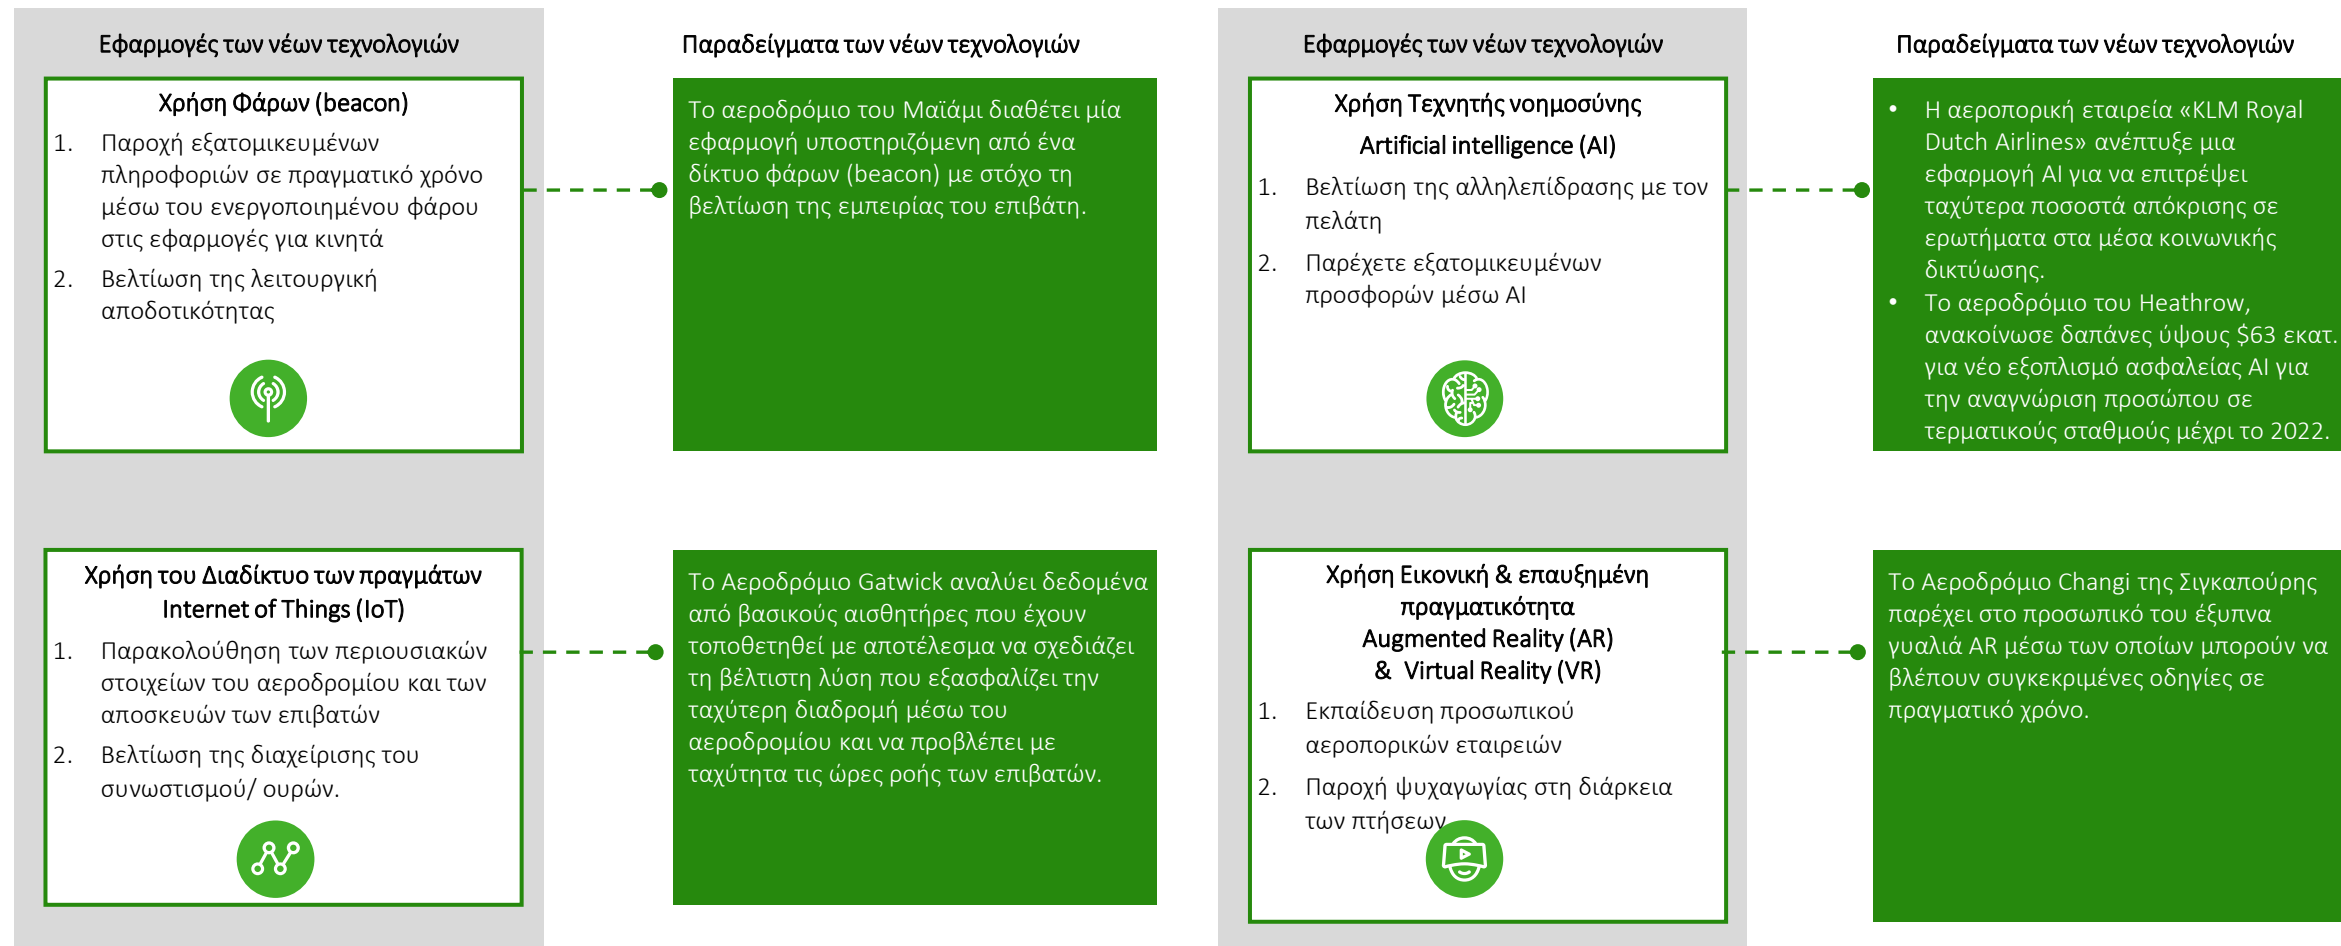 Εφαρμογές των νέων τεχνολογιών
Χρήση Φάρων (beacon)
1. Παροχή εξατομικευμένων
πληροφοριών σε πραγματικό χρόνο
μέσω του ενεργοποιημένου φάρου
στις εφαρμογές για κινητά
2. Βελτίωση της λειτουργική
αποδοτικότητας
Παραδείγματα των νέων τεχνολογιών
Το αεροδρόμιο του Μαϊάμι διαθέτει μία
εφαρμογή υποστηριζόμενη από ένα
δίκτυο φάρων (beacon) με στόχο τη
βελτίωση της εμπειρίας του επιβάτη.
Χρήση του Διαδίκτυο των πραγμάτων
Internet of Things (IoT)
1. Παρακολούθηση των περιουσιακών
στοιχείων του αεροδρομίου και των
αποσκευών των επιβατών
2. Βελτίωση της διαχείρισης του
συνωστισμού/ ουρών.
Το Αεροδρόμιο Gatwick αναλύει δεδομένα
από βασικούς αισθητήρες που έχουν
τοποθετηθεί με αποτέλεσμα να σχεδιάζει
τη βέλτιστη λύση που εξασφαλίζει την
ταχύτερη διαδρομή μέσω του
αεροδρομίου και να προβλέπει με
ταχύτητα τις ώρες ροής των επιβατών.
Εφαρμογές των νέων τεχνολογιών
Χρήση Τεχνητής νοημοσύνης
Artificial intelligence (AI)
1. Βελτίωση της αλληλεπίδρασης με τον
πελάτη
2. Παρέχετε εξατομικευμένων
προσφορών μέσω AI
Παραδείγματα των νέων τεχνολογιών
• Η αεροπορική εταιρεία «KLM Royal
Dutch Airlines» ανέπτυξε μια
εφαρμογή AI για να επιτρέψει
ταχύτερα ποσοστά απόκρισης σε
ερωτήματα στα μέσα κοινωνικής
δικτύωσης.
• Το αεροδρόμιο του Heathrow,
ανακοίνωσε δαπάνες ύψους $63 εκατ.
για νέο εξοπλισμό ασφαλείας AI για
την αναγνώριση προσώπου σε
τερματικούς σταθμούς μέχρι το 2022.
Χρήση Εικονική & επαυξημένη
πραγματικότητα
Augmented Reality (AR)
& Virtual Reality (VR)
1. Εκπαίδευση προσωπικού
αεροπορικών εταιρειών
2. Παροχή ψυχαγωγίας στη διάρκεια
των πτήσεων
Το Αεροδρόμιο Changi της Σιγκαπούρης
παρέχει στο προσωπικό του έξυπνα
γυαλιά AR μέσω των οποίων μπορούν να
βλέπουν συγκεκριμένες οδηγίες σε
πραγματικό χρόνο.